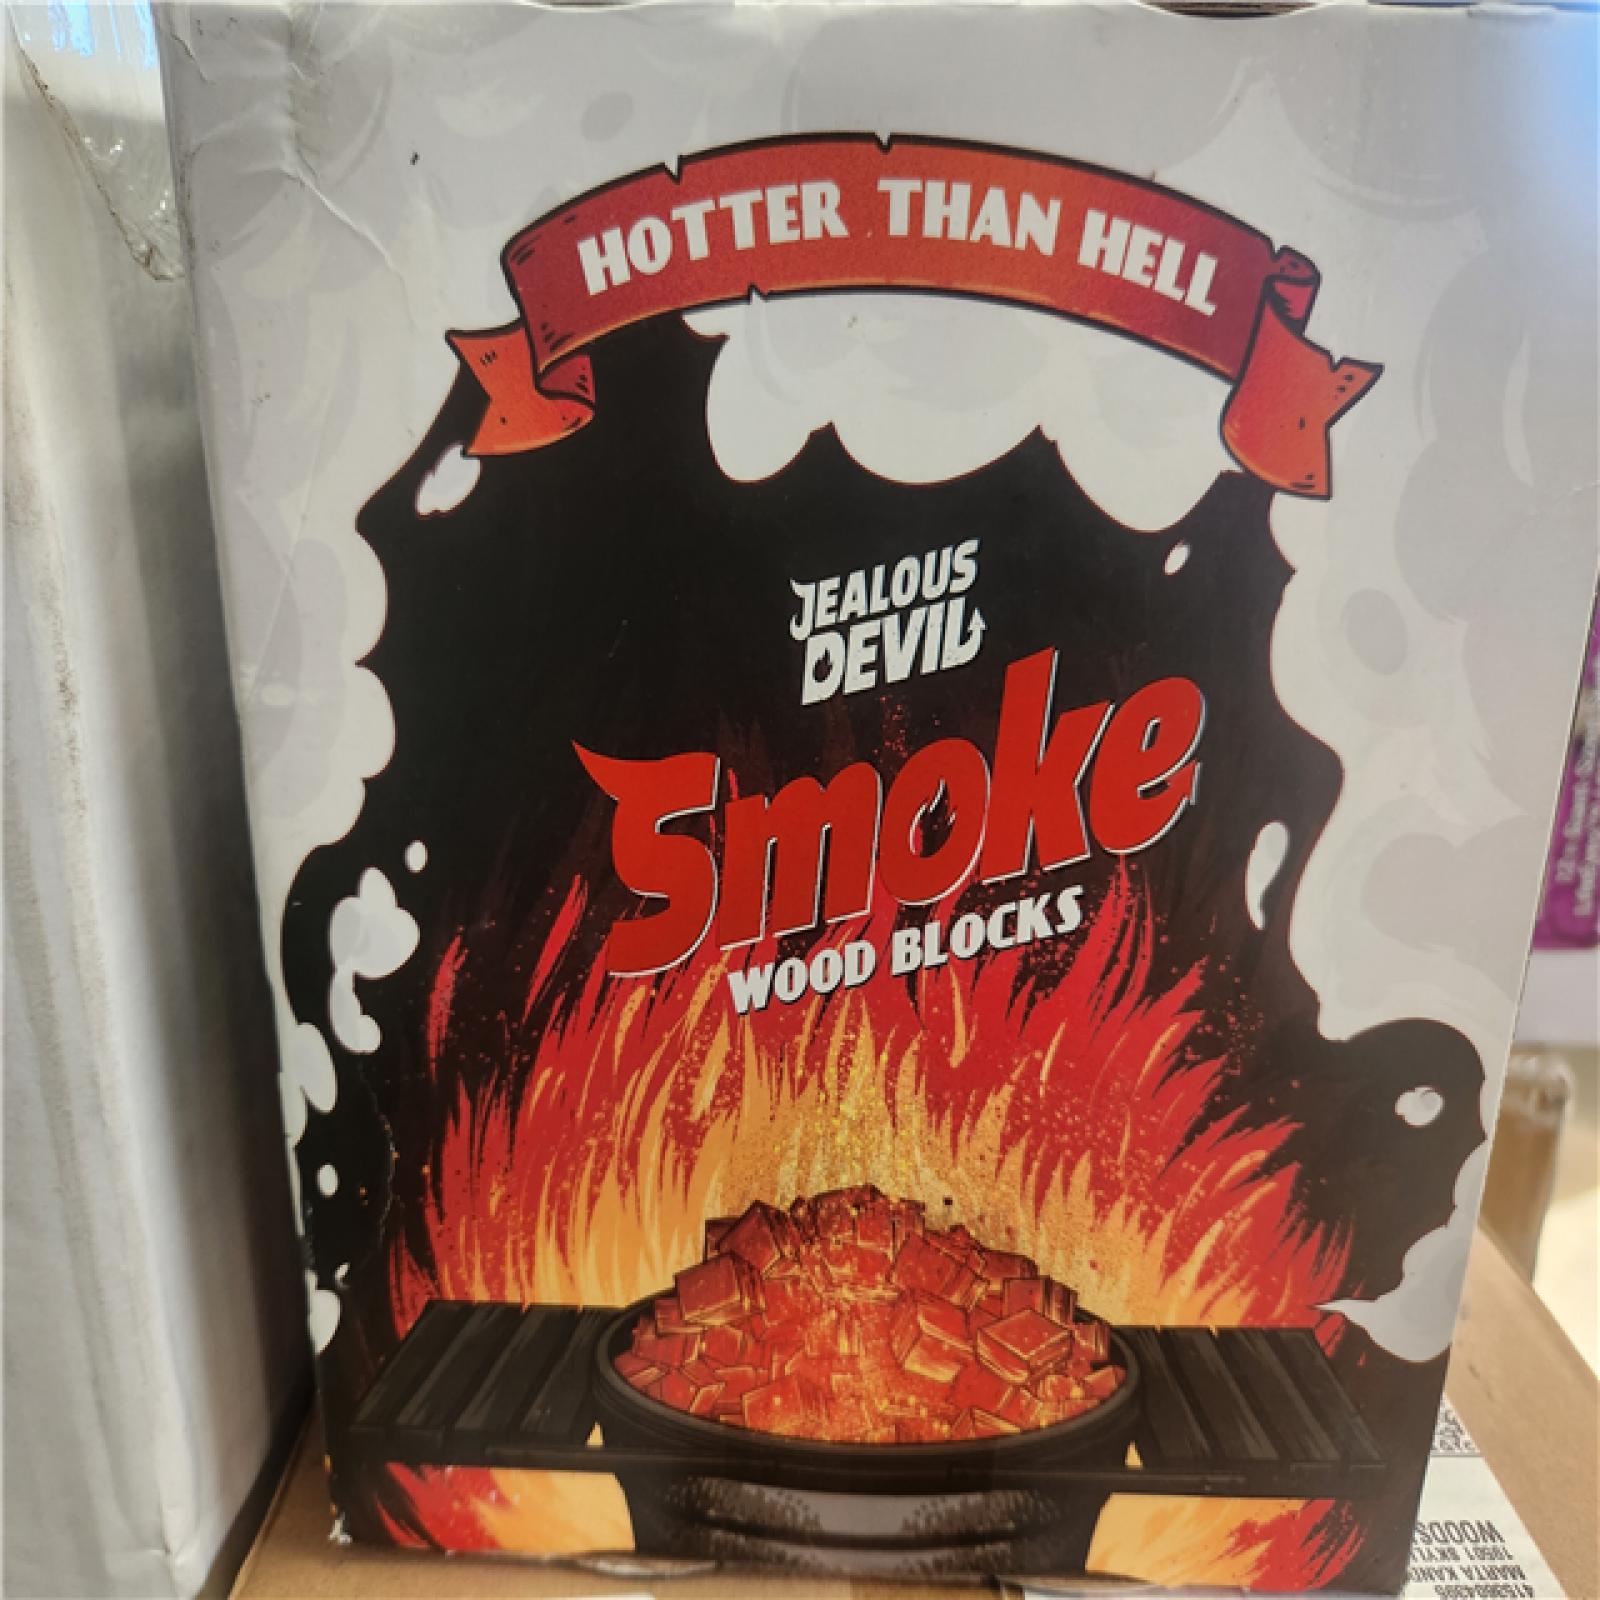 HOTTER THAN HELL
JEALOUS
DEVIL
Smoke
WOOD BLOCKS